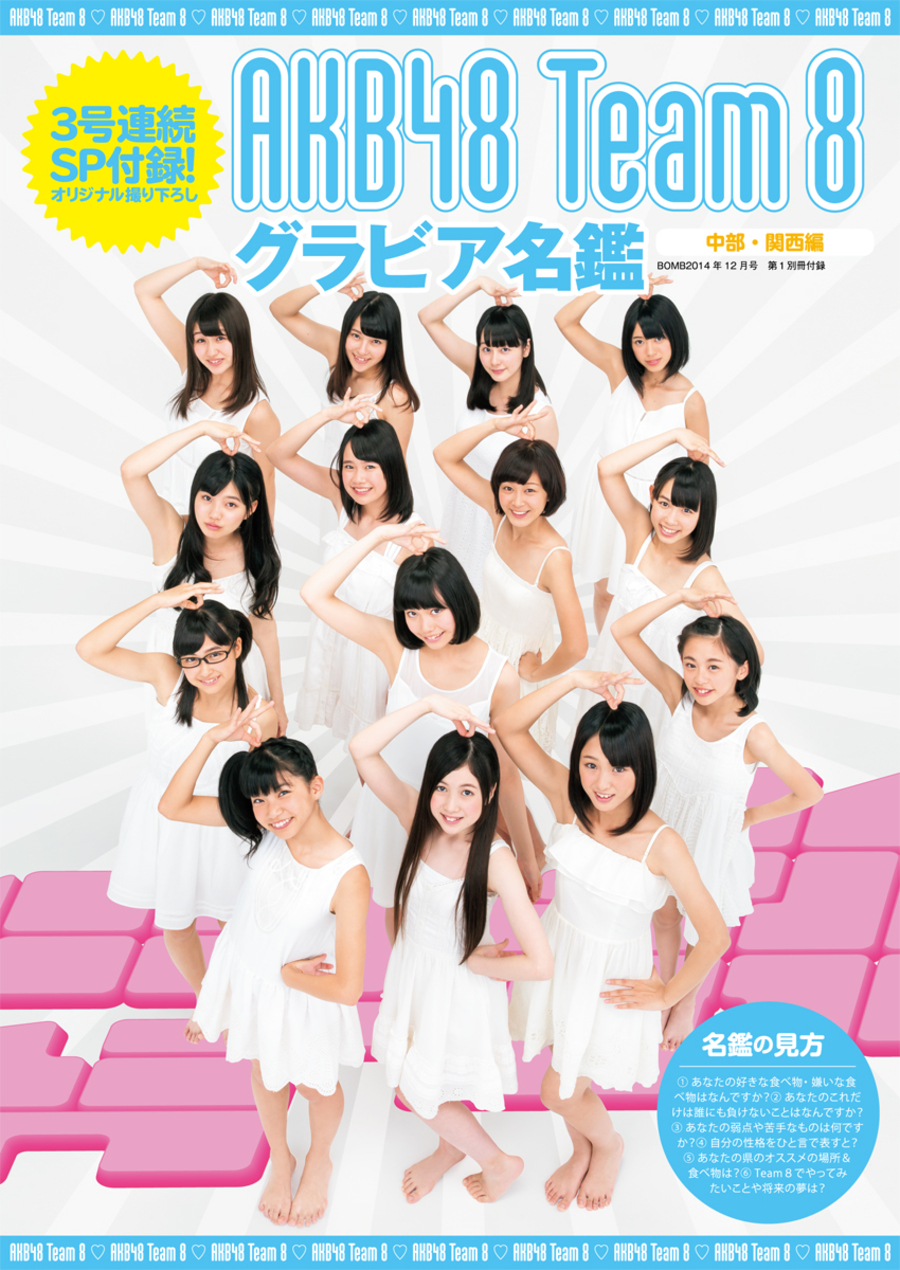 AKB48 Team 8 ♡ AKB48 Team 8 ♡ AKB48 Team 8 ♡ AKB48 Team 8 ♡ AKB48 Team 8 ♡ AKB48 Team 8 ♡ AKB48 Team 8 ♡ AKB48 Team 8 ♡ AKB48 Team 8
3号連続
SP付録!
オリジナル撮り下ろし
AKB48 Team 8
グラビア名鑑
中部・関西編
BOMB2014年12月号 第1別冊付録
名鑑の見方
① あなたの好きな食べ物・嫌いな食
べ物はなんですか?② あなたのこれだ
けは誰にも負けないことはなんですか?
③ あなたの弱点や苦手なものは何です
か?④ 自分の性格をひと言で表すと?
⑤ あなたの県のオススメの場所&
食べ物は?⑥ Team 8 でやってみ
たいことや将来の夢は?
AKB48 Team 8 ♡ AKB48 Team 8 ♡ AKB48 Team 8 ♡ AKB48 Team 8 ♡ AKB48 Team 8 ♡ AKB48 Team 8 ♡ AKB48 Team 8 ♡ AKB48 Team 8 ♡ AKB48 Team 8